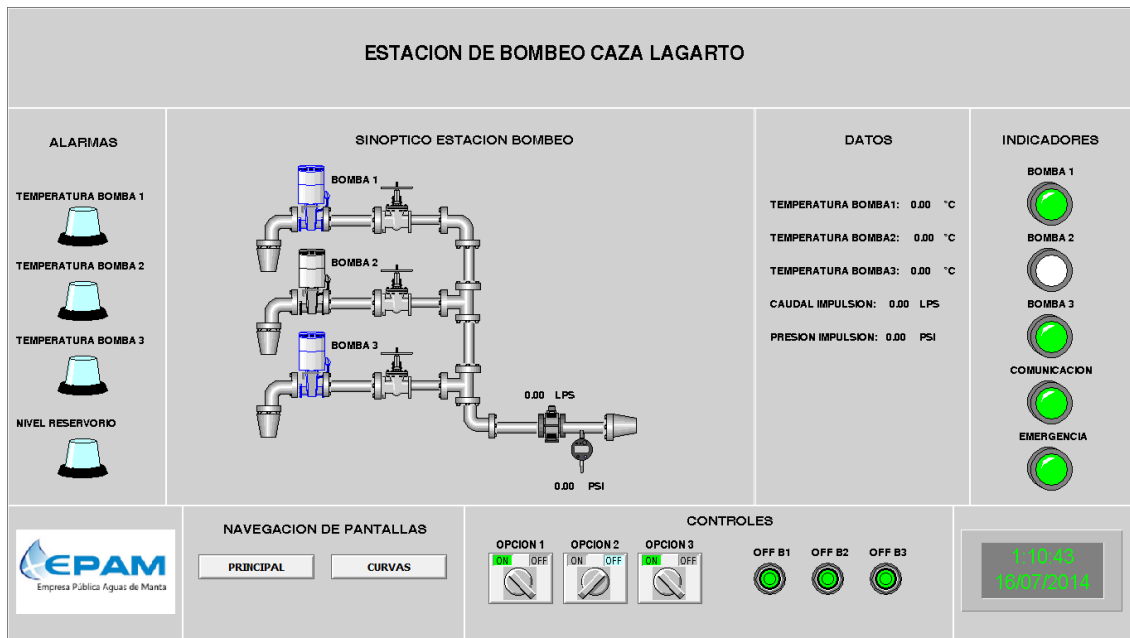 ESTACION DE BOMBEO CAZA LAGARTO
ALARMAS
TEMPERATURA BOMBA 1
TEMPERATURA BOMBA 2
TEMPERATURA BOMBA 3
NIVEL RESERVORIO
SINOPTICO ESTACION BOMBEO
BOMBA 1
BOMBA 2
BOMBA 3
0.00 LPS
0.00 PSI
DATOS
TEMPERATURA BOMBA1: 0.00 °C
TEMPERATURA BOMBA2: 0.00 °C
TEMPERATURA BOMBA3: 0.00 °C
CAUDAL IMPULSION: 0.00 LPS
PRESION IMPULSION: 0.00 PSI
INDICADORES
BOMBA 1
BOMBA 2
BOMBA 3
COMUNICACION
EMERGENCIA
EPAM
Empresa Pública Aguas de Manta
NAVEGACION DE PANTALLAS
PRINCIPAL CURVAS
CONTROLES
OPCION 1 OPCION 2 OPCION 3
ON OFF ON OFF ON OFF
OFF B1 OFF B2 OFF B3
1:10:43
16/07/2014